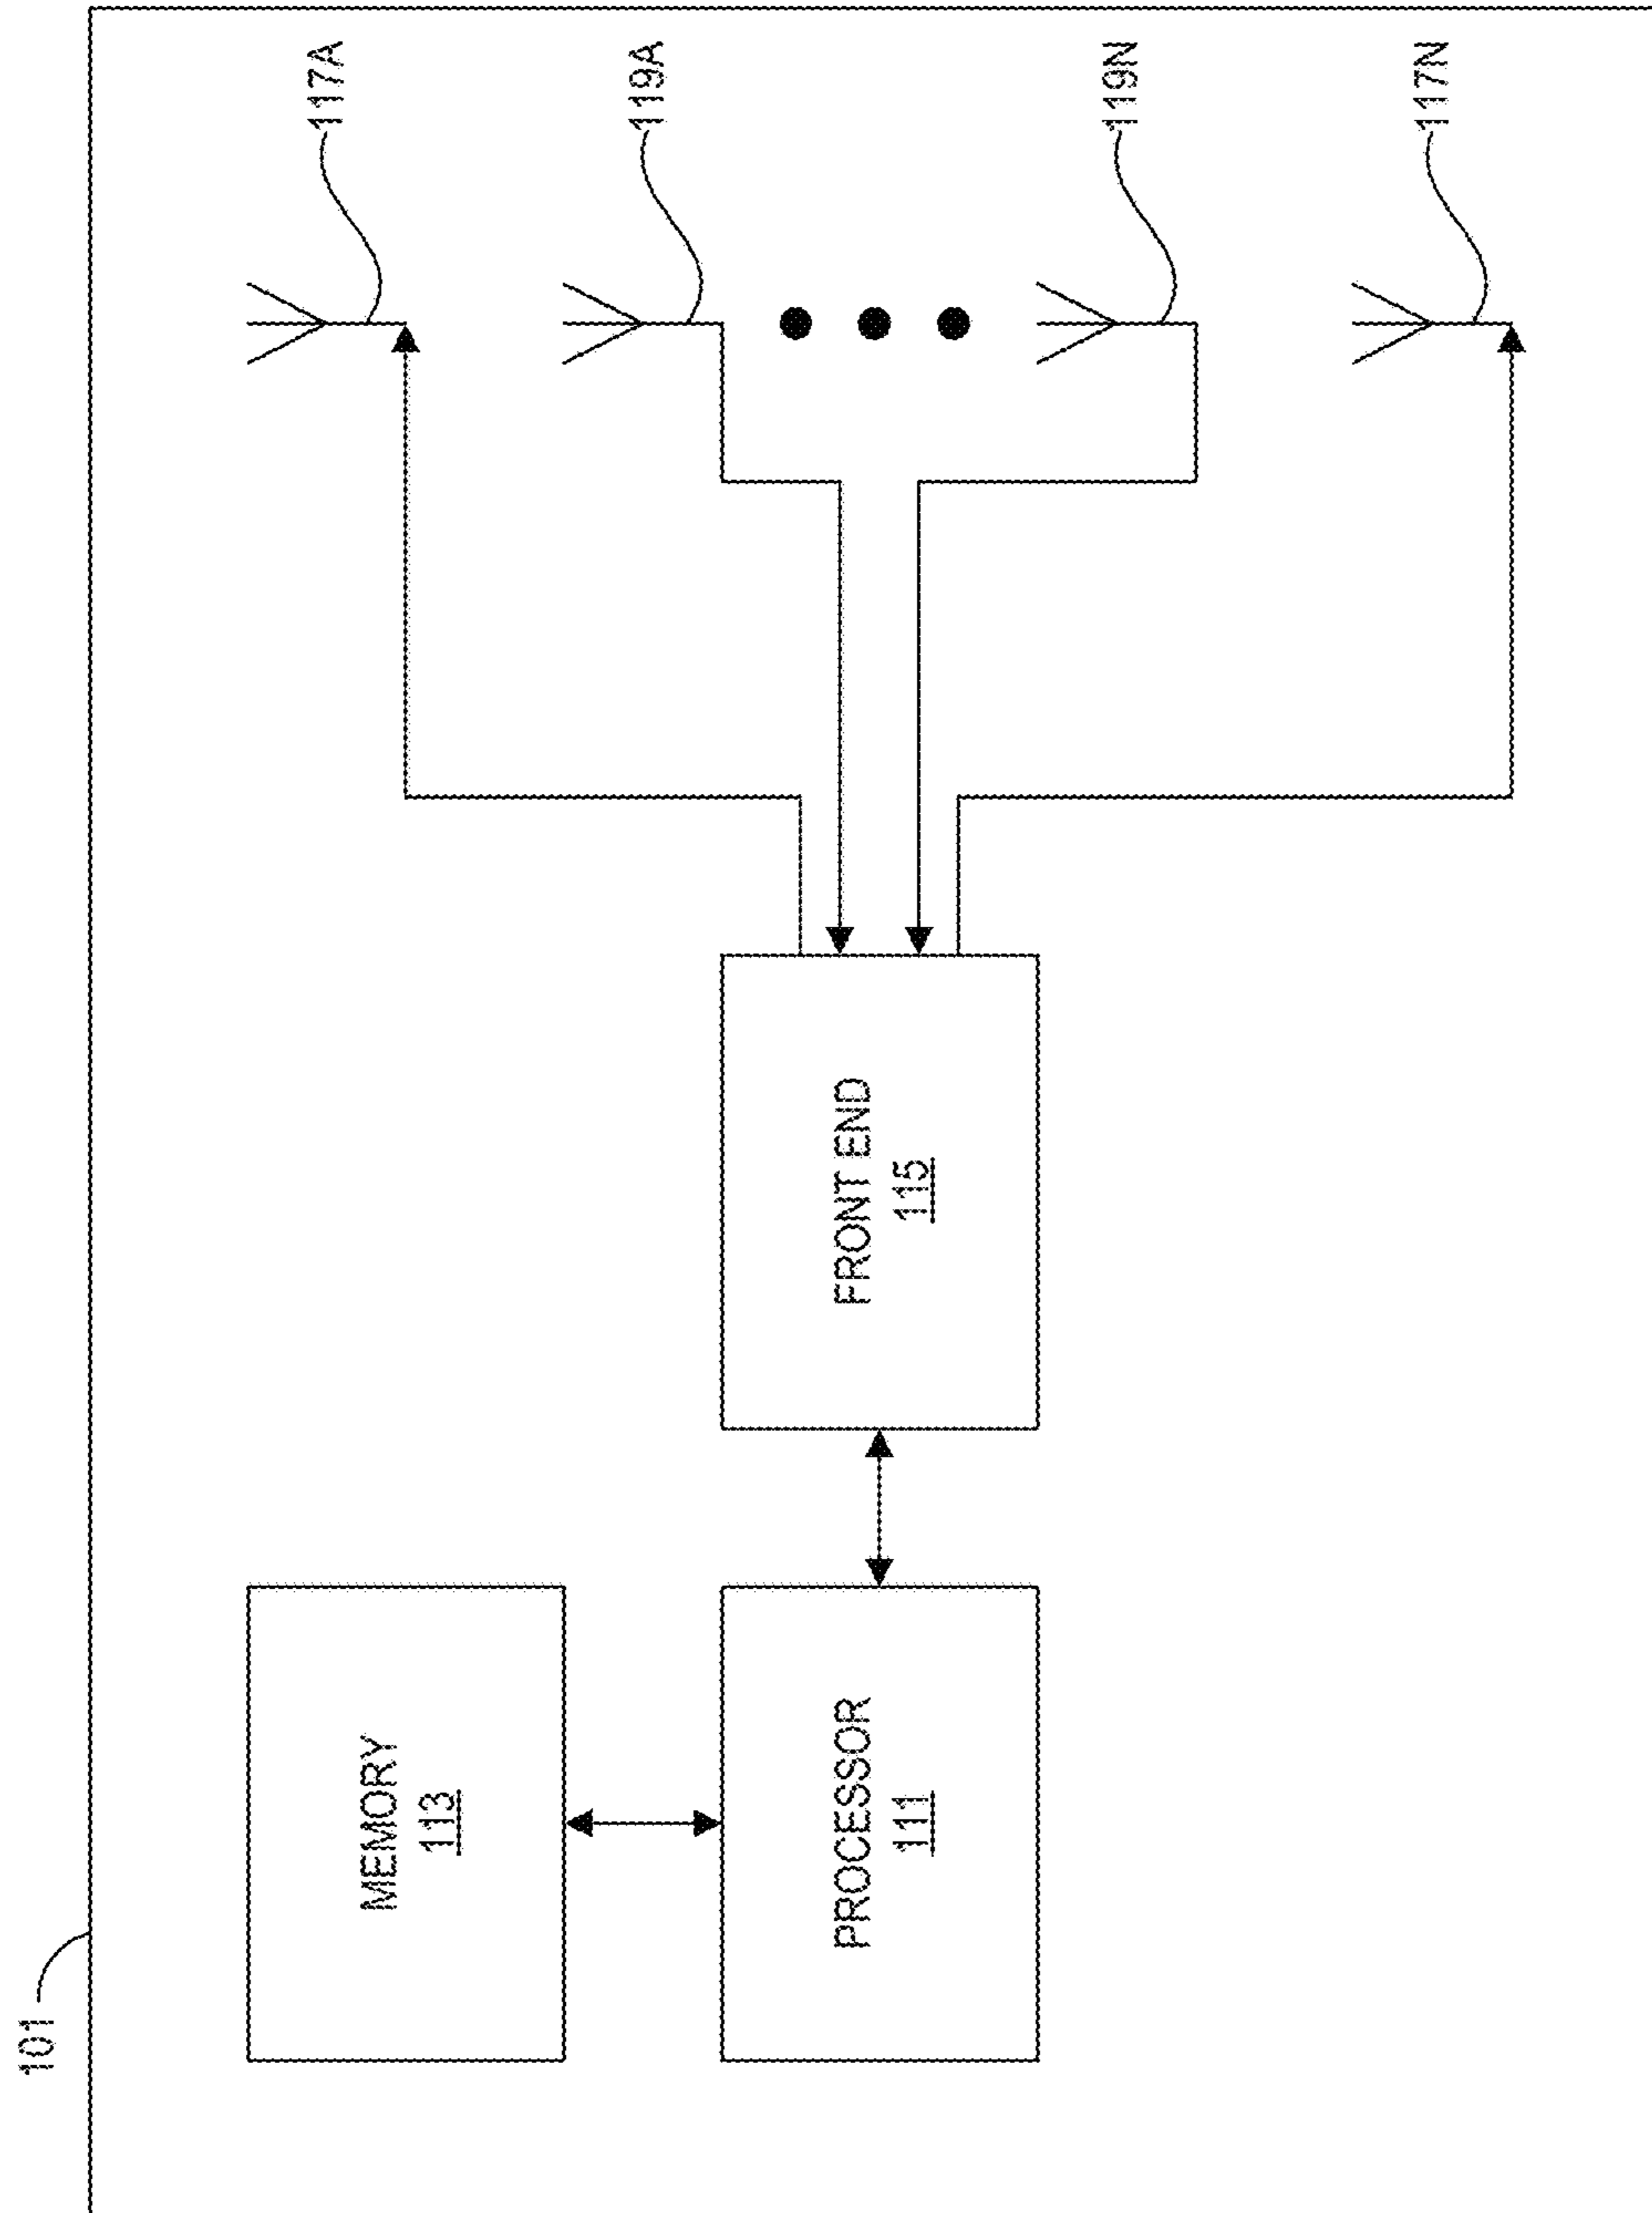 101
MEMORY
113
PROCESSOR
111
FRONT END
115
117A
119A
119N
117N